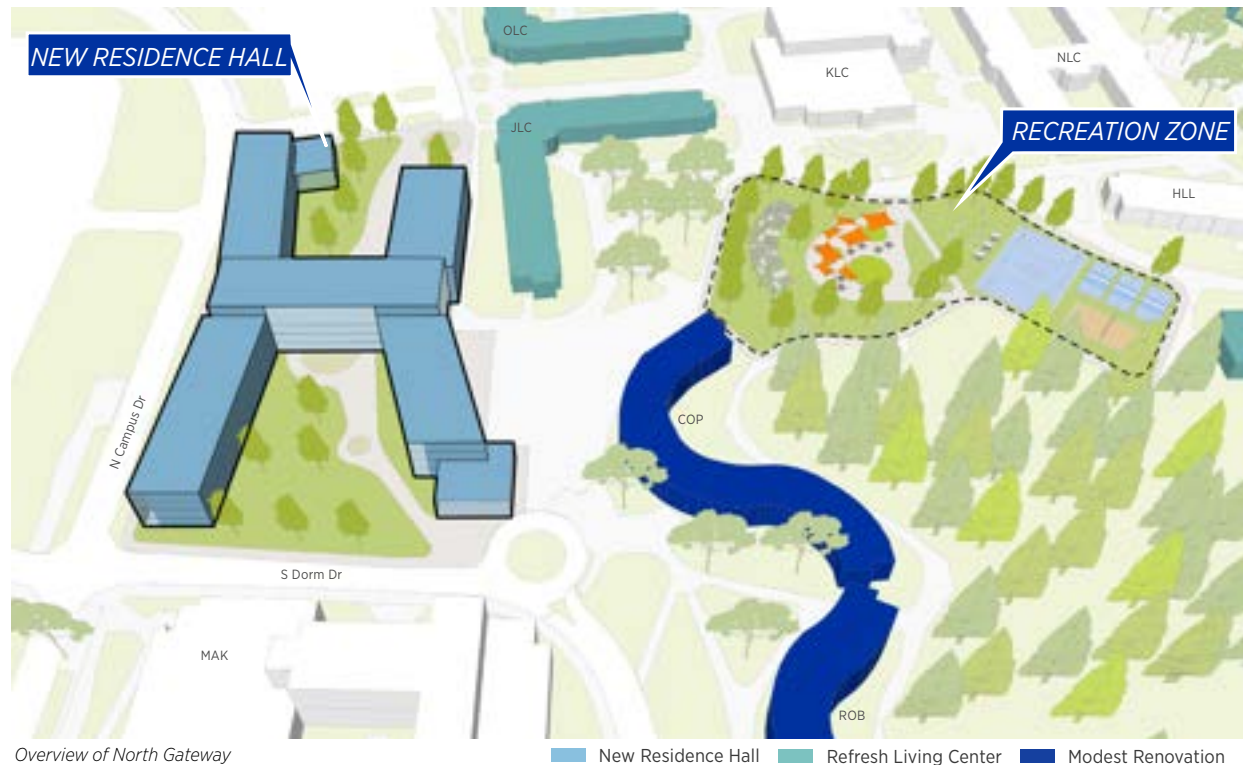 OLC
NEW RESIDENCE HALL
NLC
KLC
JLC
RECREATION ZONE
HLL
N Campus Dr
COP
S Dorm Dr
MAK
ROB
Overview of North Gateway
New Residence Hall
Refresh Living Center
Modest Renovation